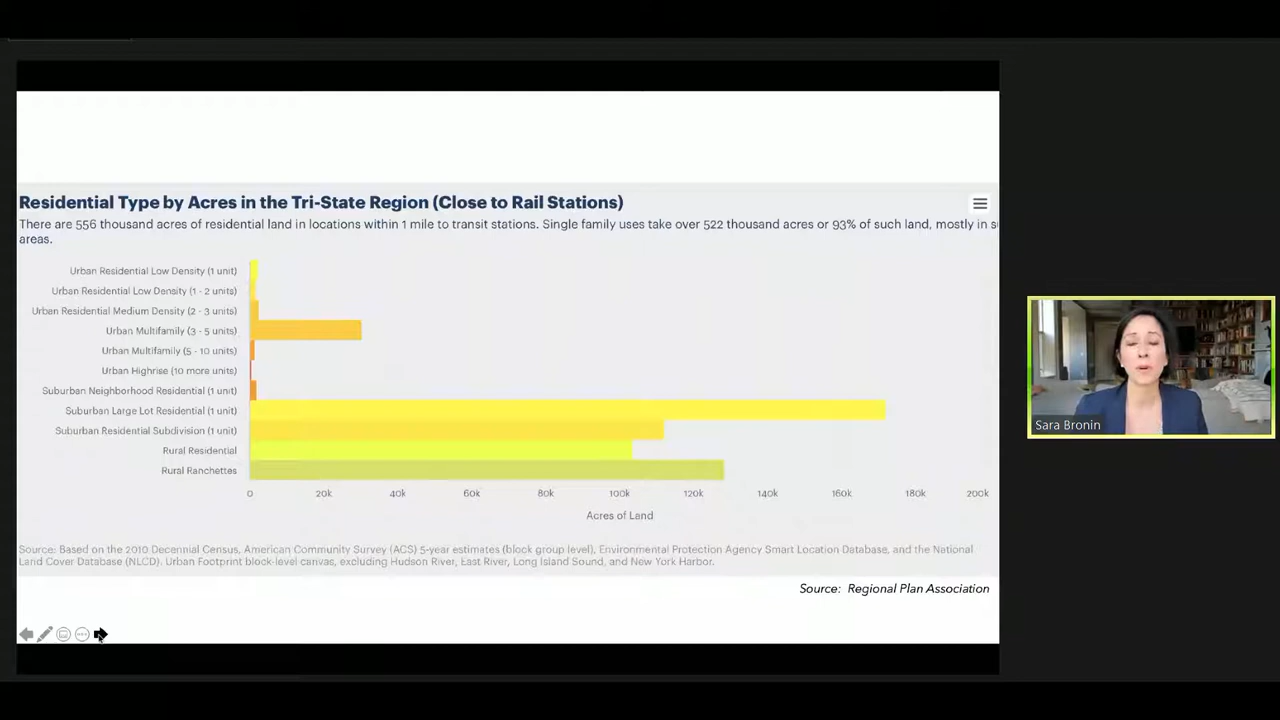 Residential Type by Acres in the Tri-State Region (Close to Rail Stations)
There are 556 thousand acres of residential land in locations within 1 mile to transit stations. Single family uses take over 522 thousand acres or 93% of such land, mostly in s
areas.
Urban Residential Low Density (1 unit)
Urban Residential Low Density (1 - 2 units)
Urban Residential Medium Density (2 - 3 units)
Urban Multifamily (3 - 5 units)
Urban Multifamily (5 - 10 units)
Urban Highrise (10 more units)
Suburban Neighborhood Residential (1 unit)
Suburban Large Lot Residential (1 unit)
Suburban Residential Subdivision (1 unit)
Rural Residential
Rural Ranchettes
0 20k 40k 60k 80k 100k 120k 140k 160k 180k 200k
Acres of Land
Source: Based on the 2010 Decennial Census, American Community Survey (ACS) 5-year estimates (block group level), Environmental Protection Agency Smart Location Database, and the National
Land Cover Database (NLCD). Urban Footprint block-level canvas, excluding Hudson River, East River, Long Island Sound, and New York Harbor.
Source: Regional Plan Association
Sara Bronin